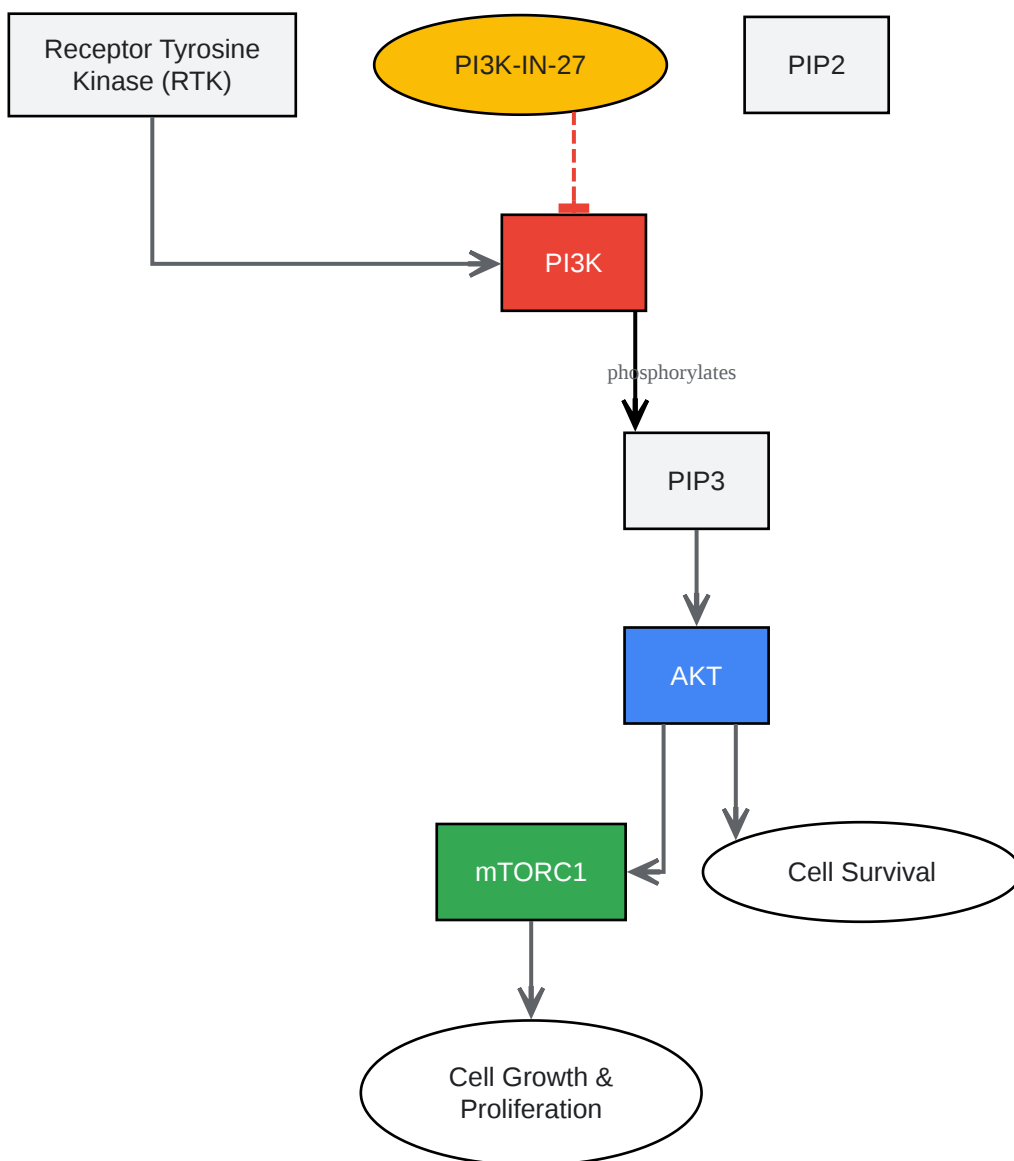 Receptor Tyrosine
Kinase (RTK)
PI3K-IN-27
PIP2
PI3K
phosphorylates
PIP3
AKT
mTORC1
Cell Survival
Cell Growth &
Proliferation